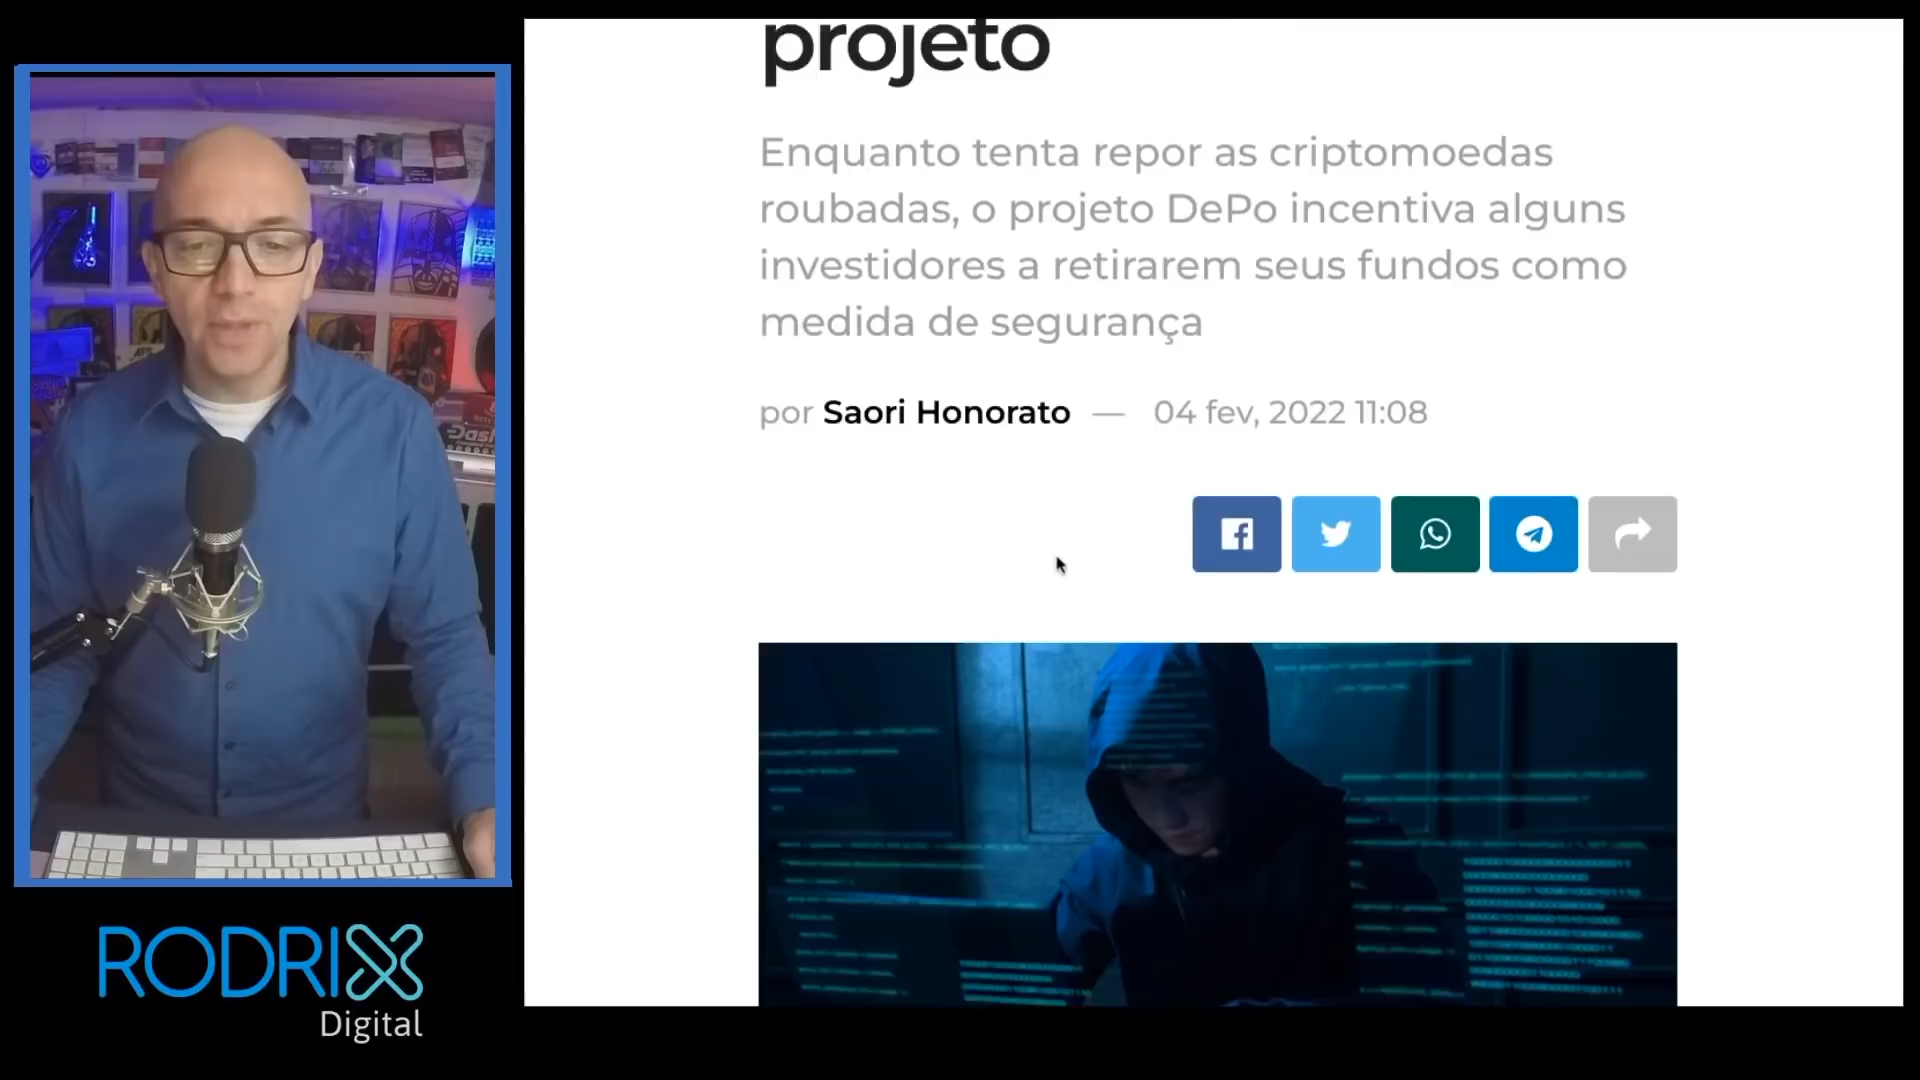 projeto
Enquanto tenta repor as criptomoedas
roubadas, o projeto DePo incentiva alguns
investidores a retirarem seus fundos como
medida de segurança
por Saori Honorato — 04 fev, 2022 11:08
Dash
RODRIX
Digital